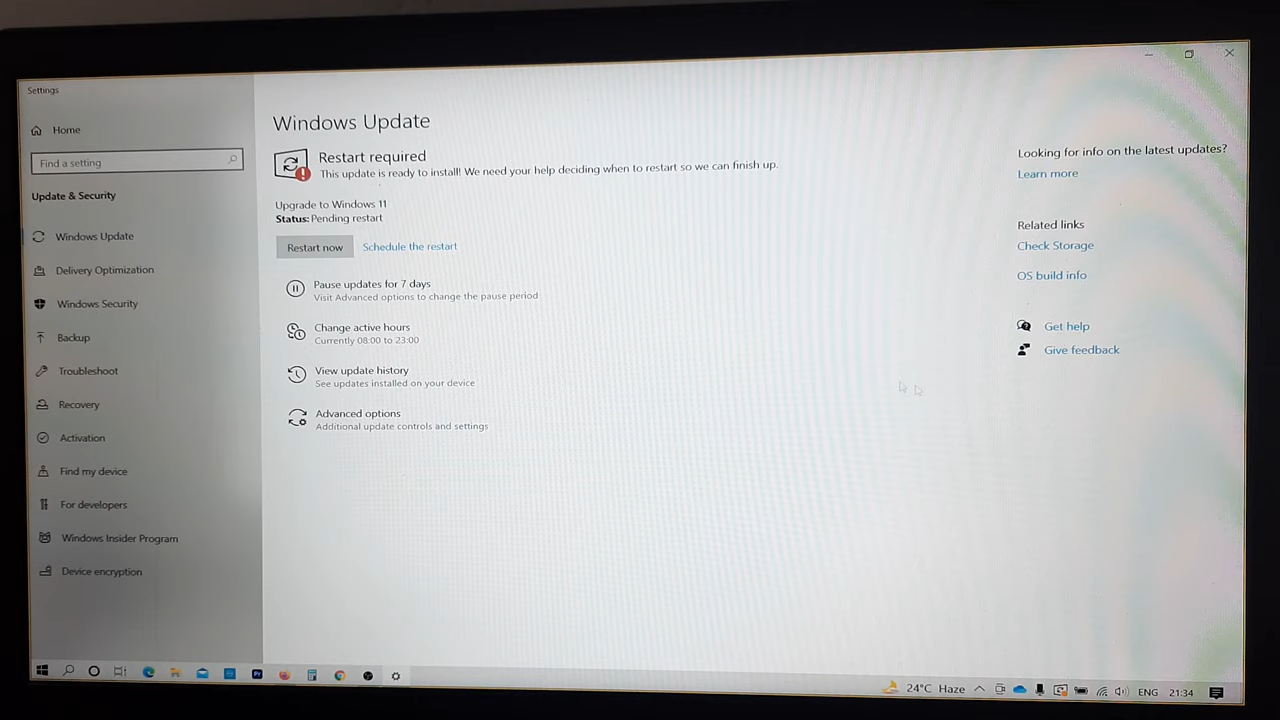 Settings
Home
Find a setting
Update & Security
Windows Update
Delivery Optimization
Windows Security
Backup
Troubleshoot
Recovery
Activation
Find my device
For developers
Windows Insider Program
Device encryption
Windows Update
Restart required
This update is ready to install! We need your help deciding when to restart so we can finish up.
Upgrade to Windows 11
Status: Pending restart
Restart now Schedule the restart
Pause updates for 7 days
Visit Advanced options to change the pause period
Change active hours
Currently 08:00 to 23:00
View update history
See updates installed on your device
Advanced options
Additional update controls and settings
Looking for info on the latest updates?
Learn more
Related links
Check Storage
OS build info
Get help
Give feedback
Pr
24°C Haze ENG 21:34